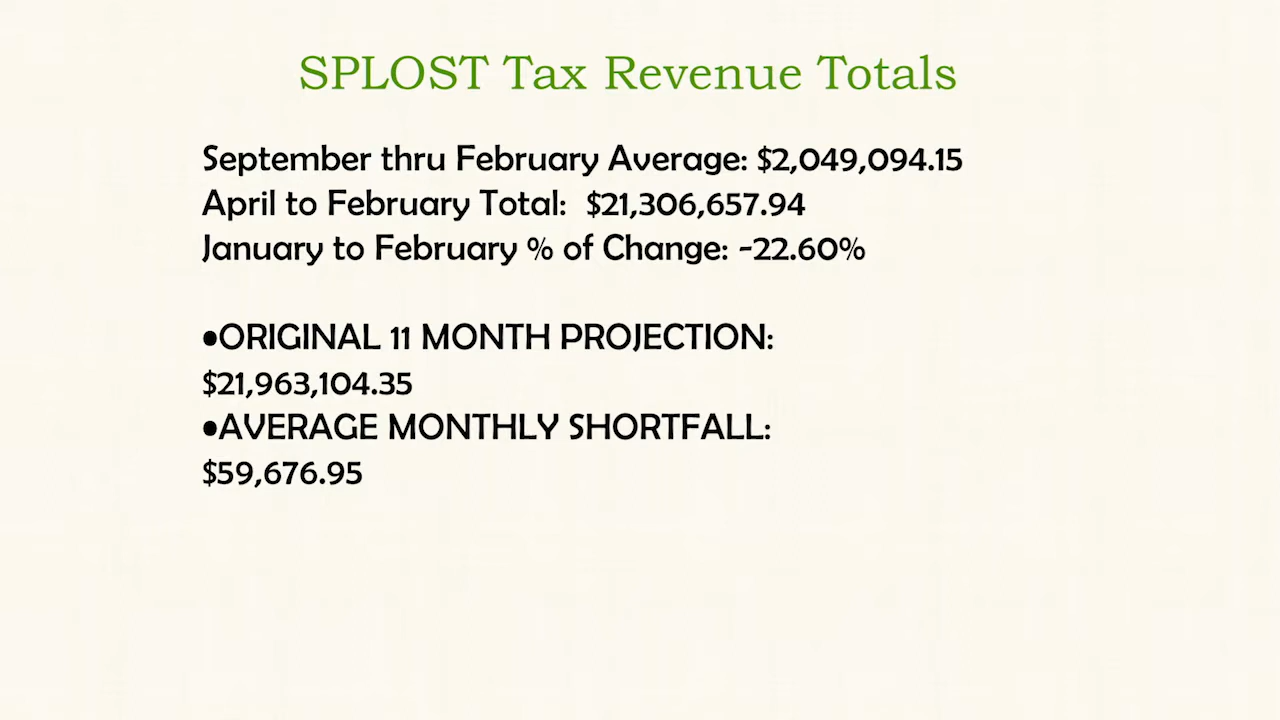 SPLOST Tax Revenue Totals
September thru February Average: $2,049,094.15
April to February Total: $21,306,657.94
January to February % of Change: -22.60%
•ORIGINAL 11 MONTH PROJECTION:
$21,963,104.35
•AVERAGE MONTHLY SHORTFALL:
$59,676.95